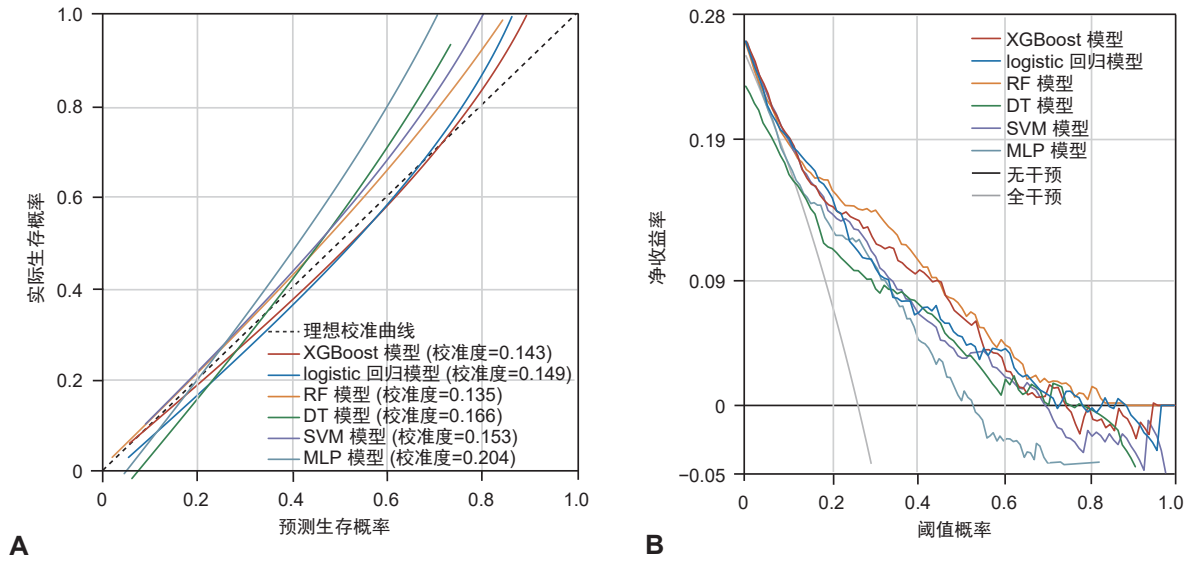 1.0
0.8
0.6
0.4
0.2
0
0
0.2
0.4
0.6
0.8
1.0
实际生存概率
预测生存概率
理想校准曲线
XGBoost 模型 (校准度=0.143)
logistic 回归模型 (校准度=0.149)
RF 模型 (校准度=0.135)
DT 模型 (校准度=0.166)
SVM 模型 (校准度=0.153)
MLP 模型 (校准度=0.204)
A
0.28
0.19
0.09
0
−0.05
0
0.2
0.4
0.6
0.8
1.0
净收益率
阈值概率
XGBoost 模型
logistic 回归模型
RF 模型
DT 模型
SVM 模型
MLP 模型
无干预
全干预
B